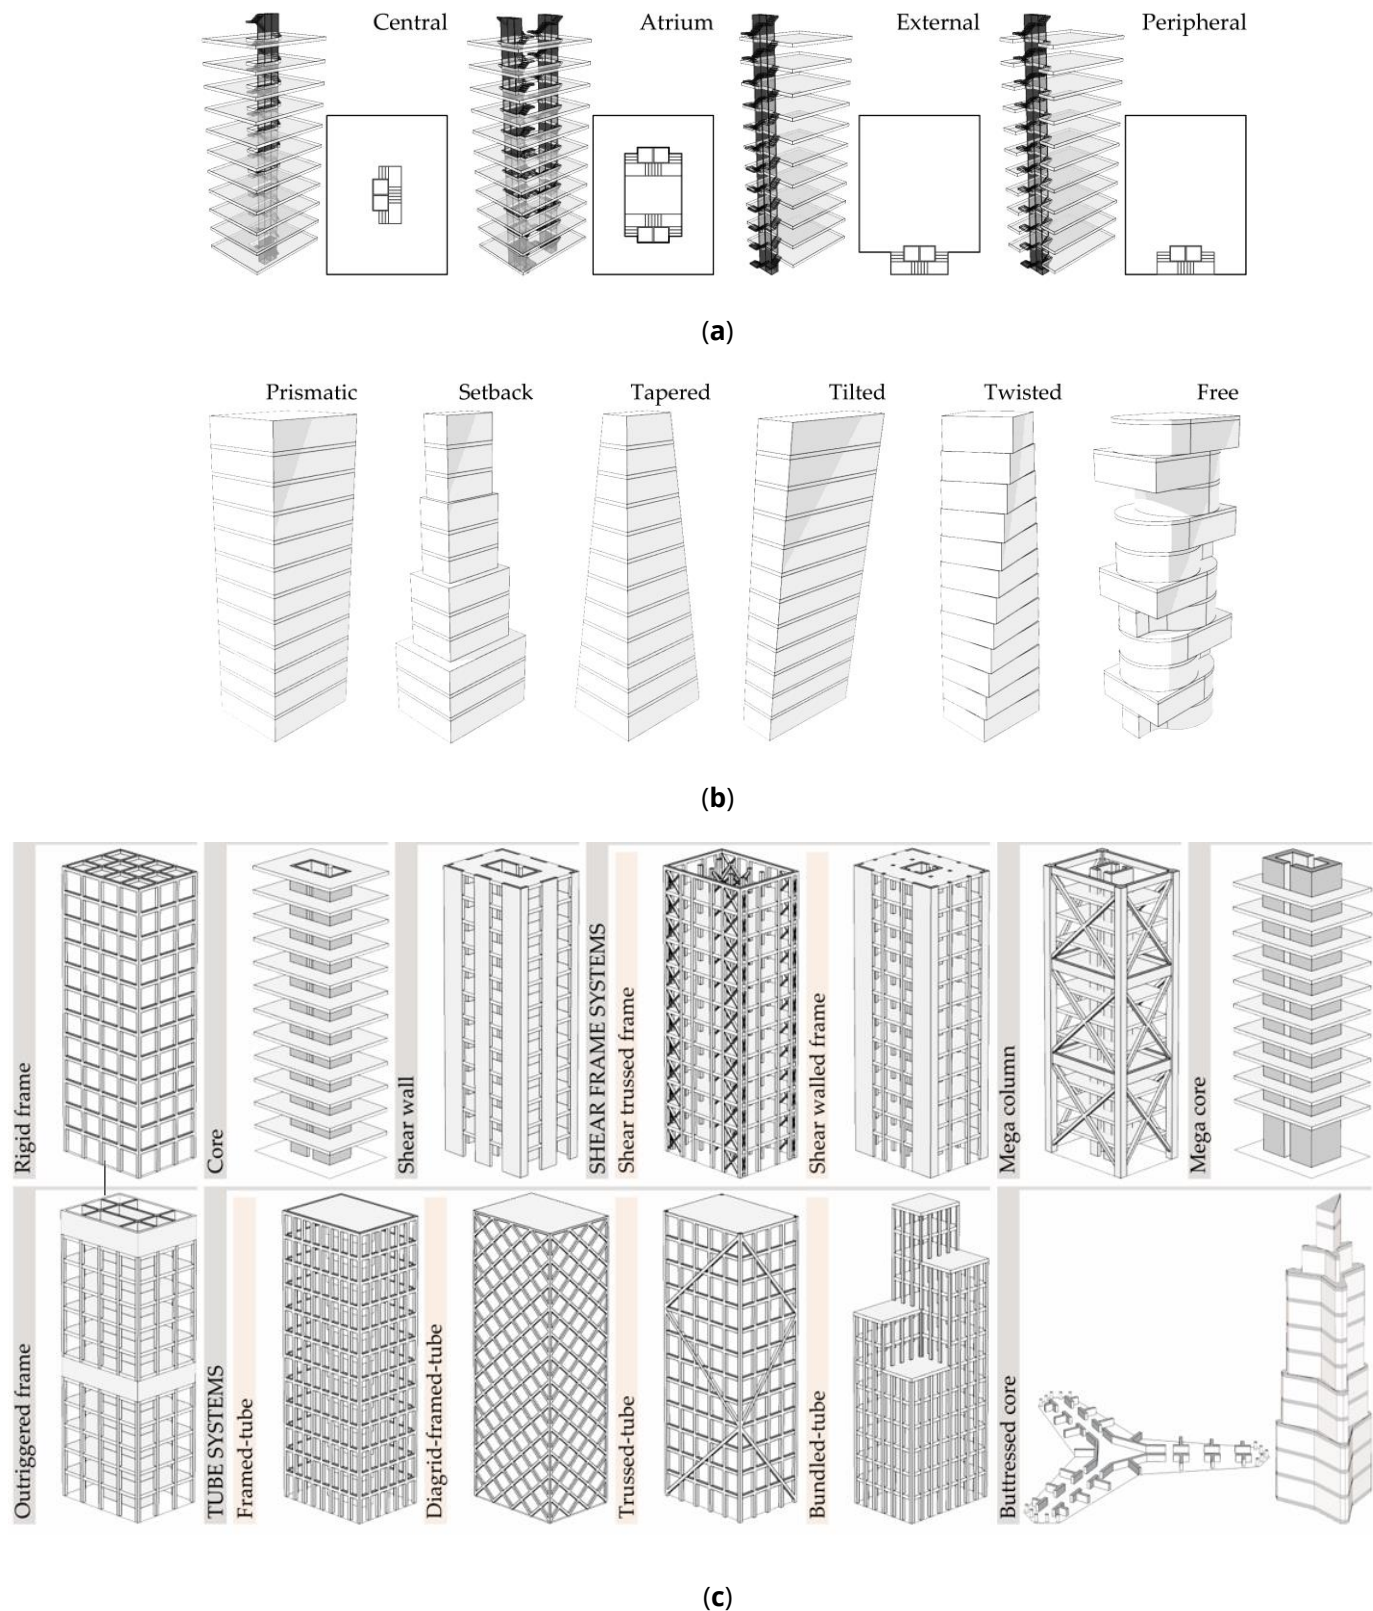 Central
Atrium
External
Peripheral
(a)
Prismatic
Setback
Tapered
Tilted
Twisted
Free
(b)
Rigid frame
Core
Shear wall
SHEAR FRAME SYSTEMS
Shear trussed frame
Shear walled frame
Mega column
Mega core
Outriggered frame
TUBE SYSTEMS
Framed-tube
Diagrid-framed-tube
Trussed-tube
Bundled-tube
Buttressed core
(c)